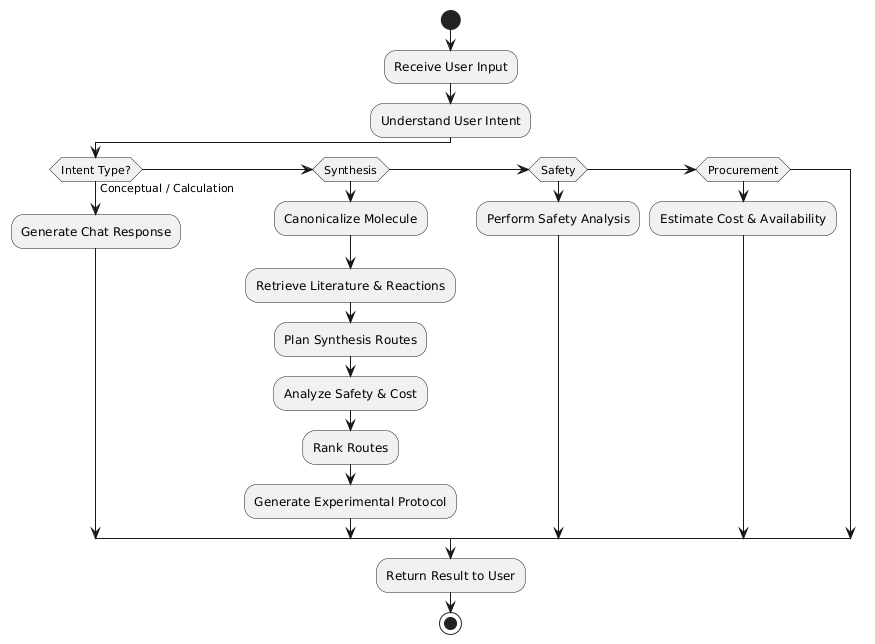 Receive User Input
Understand User Intent
Intent Type?
Synthesis
Safety
Procurement
Conceptual / Calculation
Generate Chat Response
Canonicalize Molecule
Perform Safety Analysis
Estimate Cost & Availability
Retrieve Literature & Reactions
Plan Synthesis Routes
Analyze Safety & Cost
Rank Routes
Generate Experimental Protocol
Return Result to User